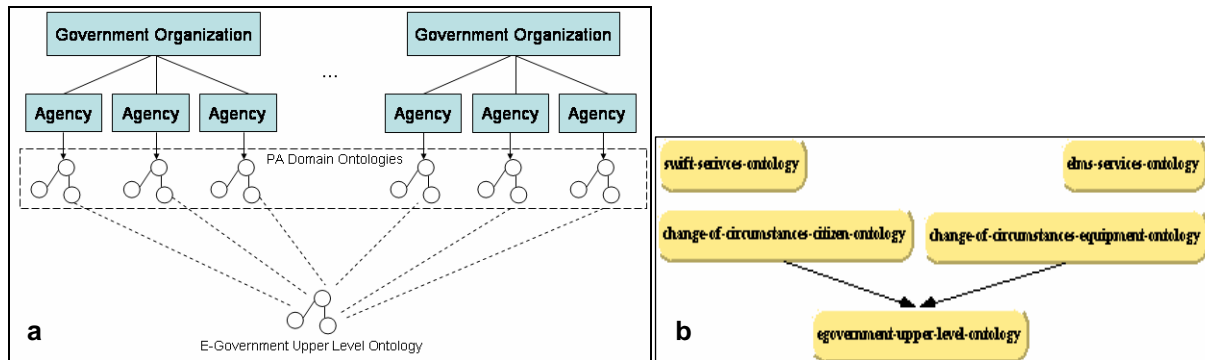 Government Organization
Government Organization
...
Agency
Agency
Agency
Agency
Agency
Agency
PA Domain Ontologies
E-Government Upper Level Ontology
a
swift-serivces-ontology
elms-services-ontology
change-of-circumstances-citizen-ontology
change-of-circumstances-equipment-ontology
egovernment-upper-level-ontology
b